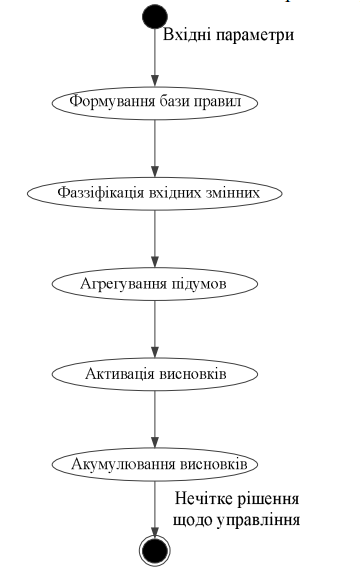 Вхідні параметри
Формування бази правил
Фаззіфікація вхідних змінних
Агрегування підумов
Активація висновків
Акумулювання висновків
Нечітке рішення
щодо управління